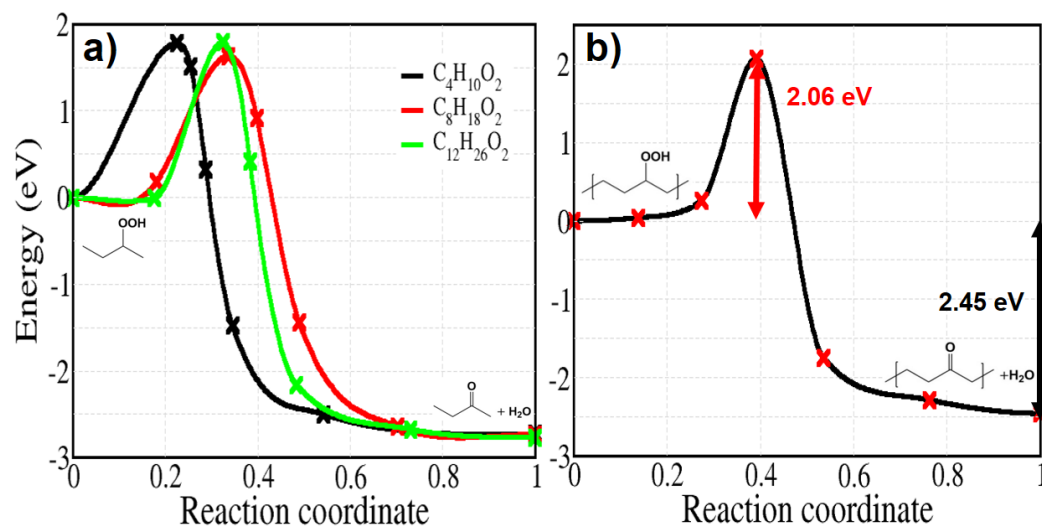 a)
C4H10O2
C8H18O2
C12H26O2
OOH
O
+ H2O
Energy (eV)
2
1
0
-1
-2
-3
0
0.2
0.4
0.6
0.8
1
Reaction coordinate
b)
2.06 eV
OOH
2.45 eV
O
+H2O
2
1
0
-1
-2
-3
0
0.2
0.4
0.6
0.8
1
Reaction coordinate